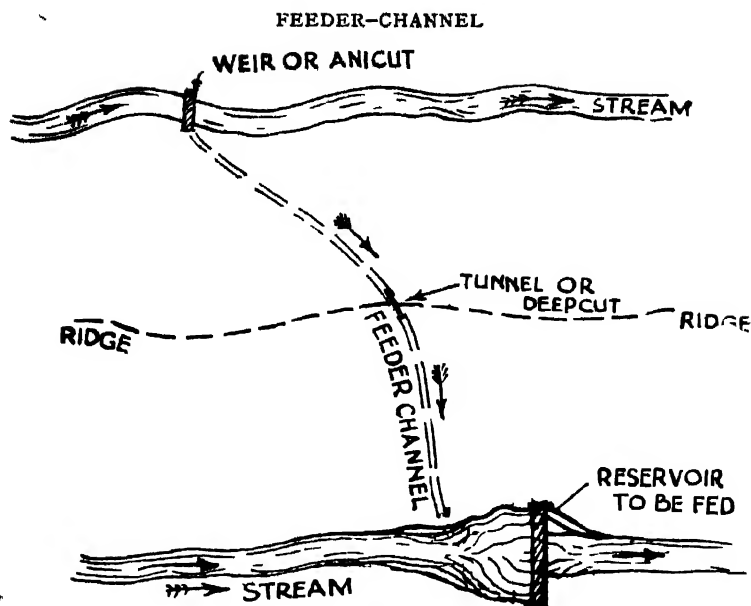 FEEDER-CHANNEL
WEIR OR ANICUT
STREAM
TUNNEL OR
DEEPCUT
RIDGE
RIDGE
FEEDER CHANNEL
RESERVOIR
TO BE FED
STREAM